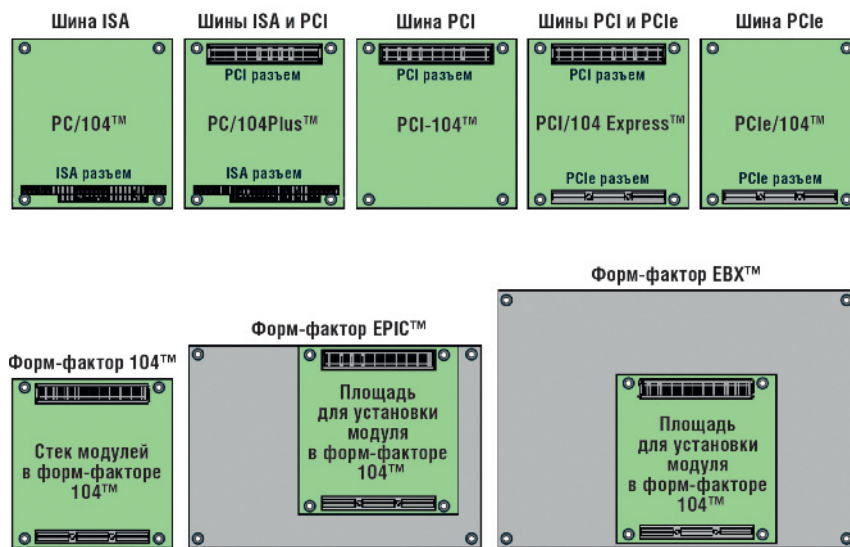 Шина ISA
Шины ISA и PCI
Шина PCI
Шины PCI и PCIe
Шина PCIe
PC/104™
ISA разъем
PCI разъем
PC/104Plus™
ISA разъем
PCI разъем
PCI-104™
PCI разъем
PCI/104 Express™
PCIe разъем
PCIe/104™
PCIe разъем
Форм-фактор 104™
Стек модулей
в форм-факторе
104™
Форм-фактор EPIC™
Площадь
для установки
модуля
в форм-факторе
104™
Форм-фактор EBX™
Площадь
для установки
модуля
в форм-факторе
104™